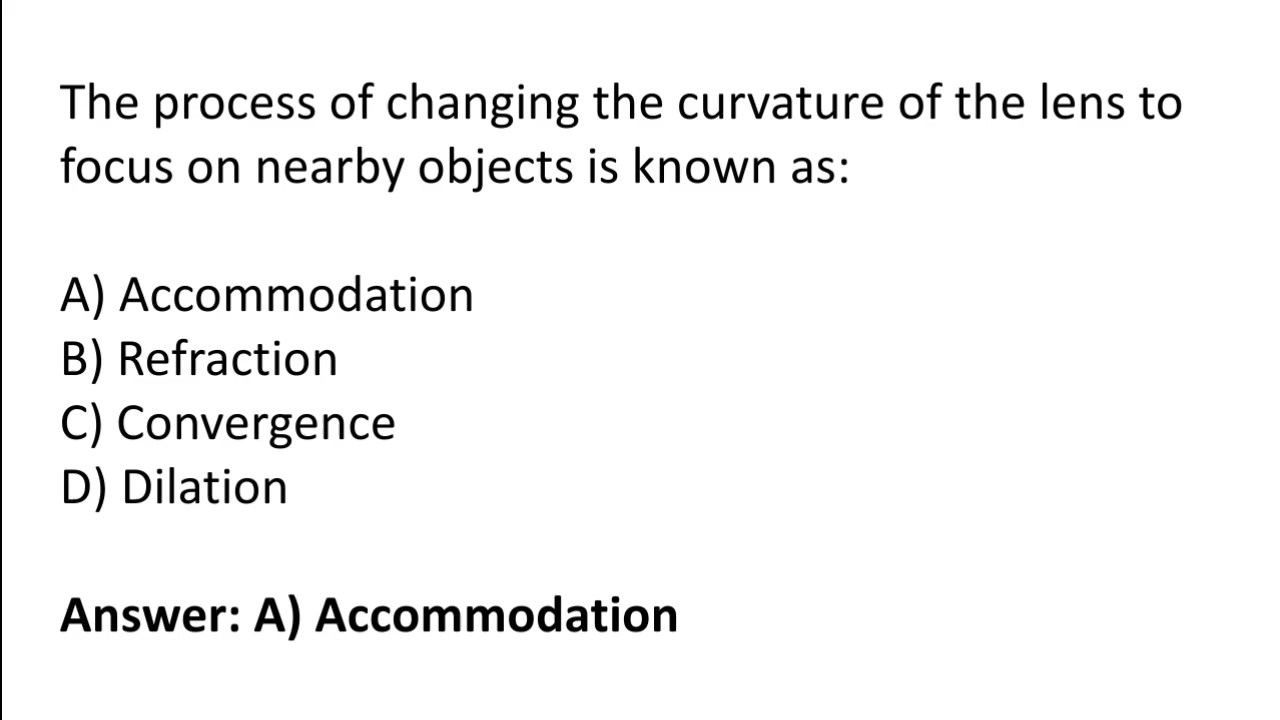 The process of changing the curvature of the lens to
focus on nearby objects is known as:
A) Accommodation
B) Refraction
C) Convergence
D) Dilation
Answer: A) Accommodation